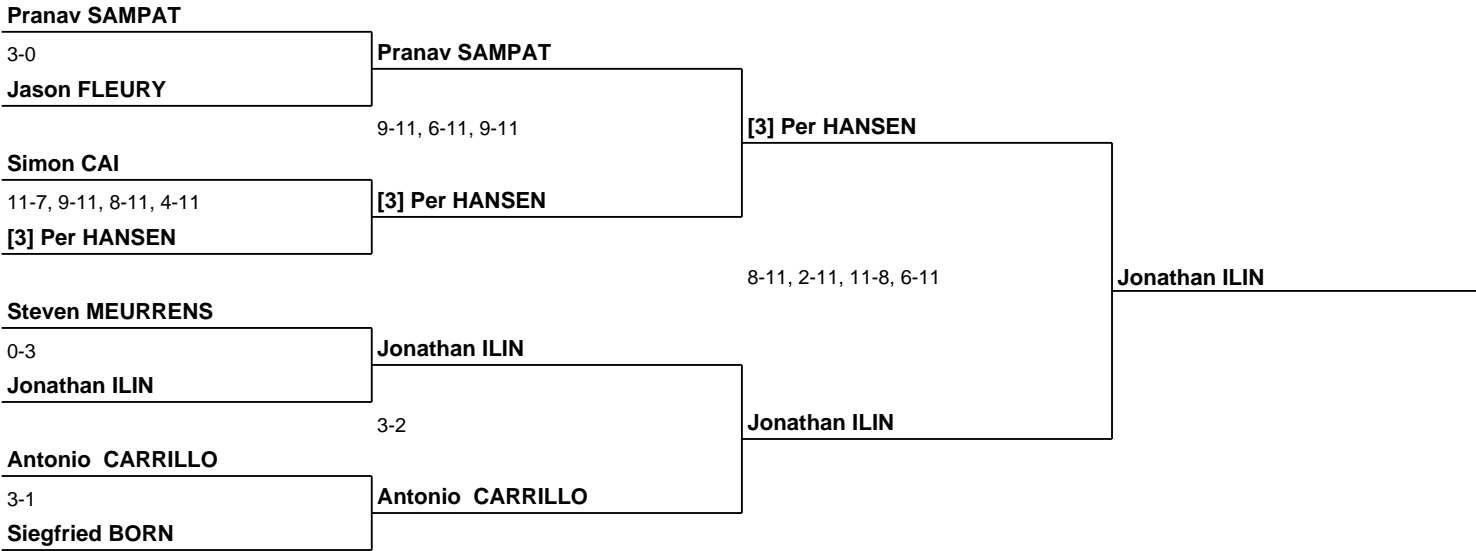 Pranav SAMPAT
3-0
Pranav SAMPAT
Jason FLEURY
9-11, 6-11, 9-11
[3] Per HANSEN
Simon CAI
11-7, 9-11, 8-11, 4-11
[3] Per HANSEN
[3] Per HANSEN
8-11, 2-11, 11-8, 6-11
Jonathan ILIN
Steven MEURRENS
0-3
Jonathan ILIN
Jonathan ILIN
3-2
Jonathan ILIN
Antonio  CARRILLO
3-1
Antonio  CARRILLO
Siegfried BORN